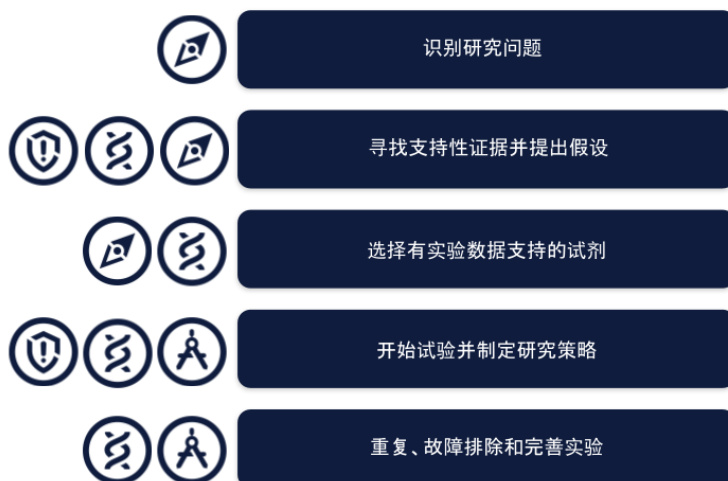 识别研究问题
寻找支持性证据并提出假设
选择有实验数据支持的试剂
开始试验并制定研究策略
重复、故障排除和完善实验